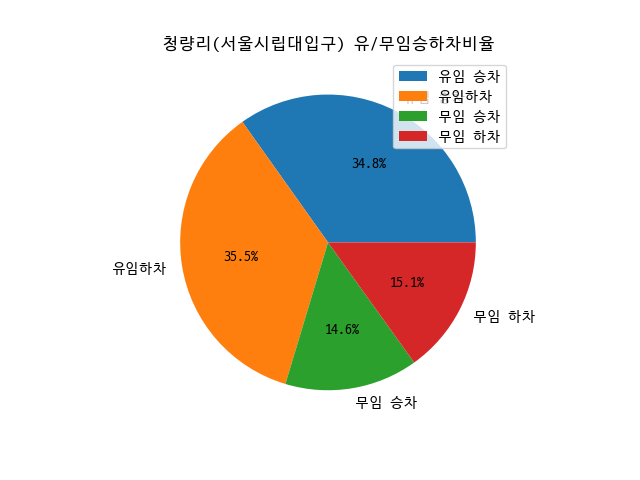 청량리(서울시립대입구) 유/무임승하차비율
유임 승차
유임하차
무임 승차
무임 하차
34.8%
35.5%
유임하차
15.1%
무임 하차
14.6%
무임 승차